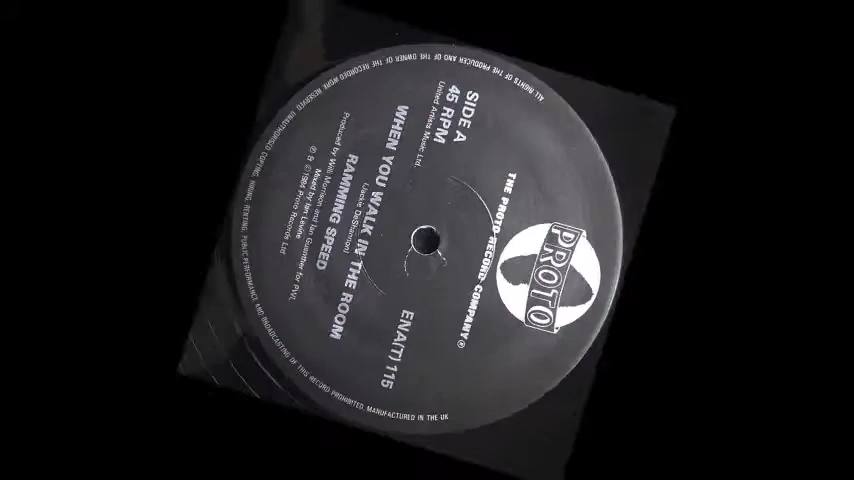 PROTO
THE PROTO RECORD COMPANY ®
SIDE A
45 RPM
United Artists Music Ltd.
ENA(T) 115
WHEN YOU WALK IN THE ROOM
(Jackie DeShannon)
RAMMING SPEED
Produced by Will Morrison and Ian Guenther for PWL
Mixed by Ian Levine
℗ & © 1984 Proto Records Ltd
ALL RIGHTS OF THE PRODUCER AND OF THE OWNER OF THE RECORDED WORK RESERVED. UNAUTHORISED COPYING, HIRING, RENTING, PUBLIC PERFORMANCE AND BROADCASTING OF THIS RECORD PROHIBITED. MANUFACTURED IN THE UK